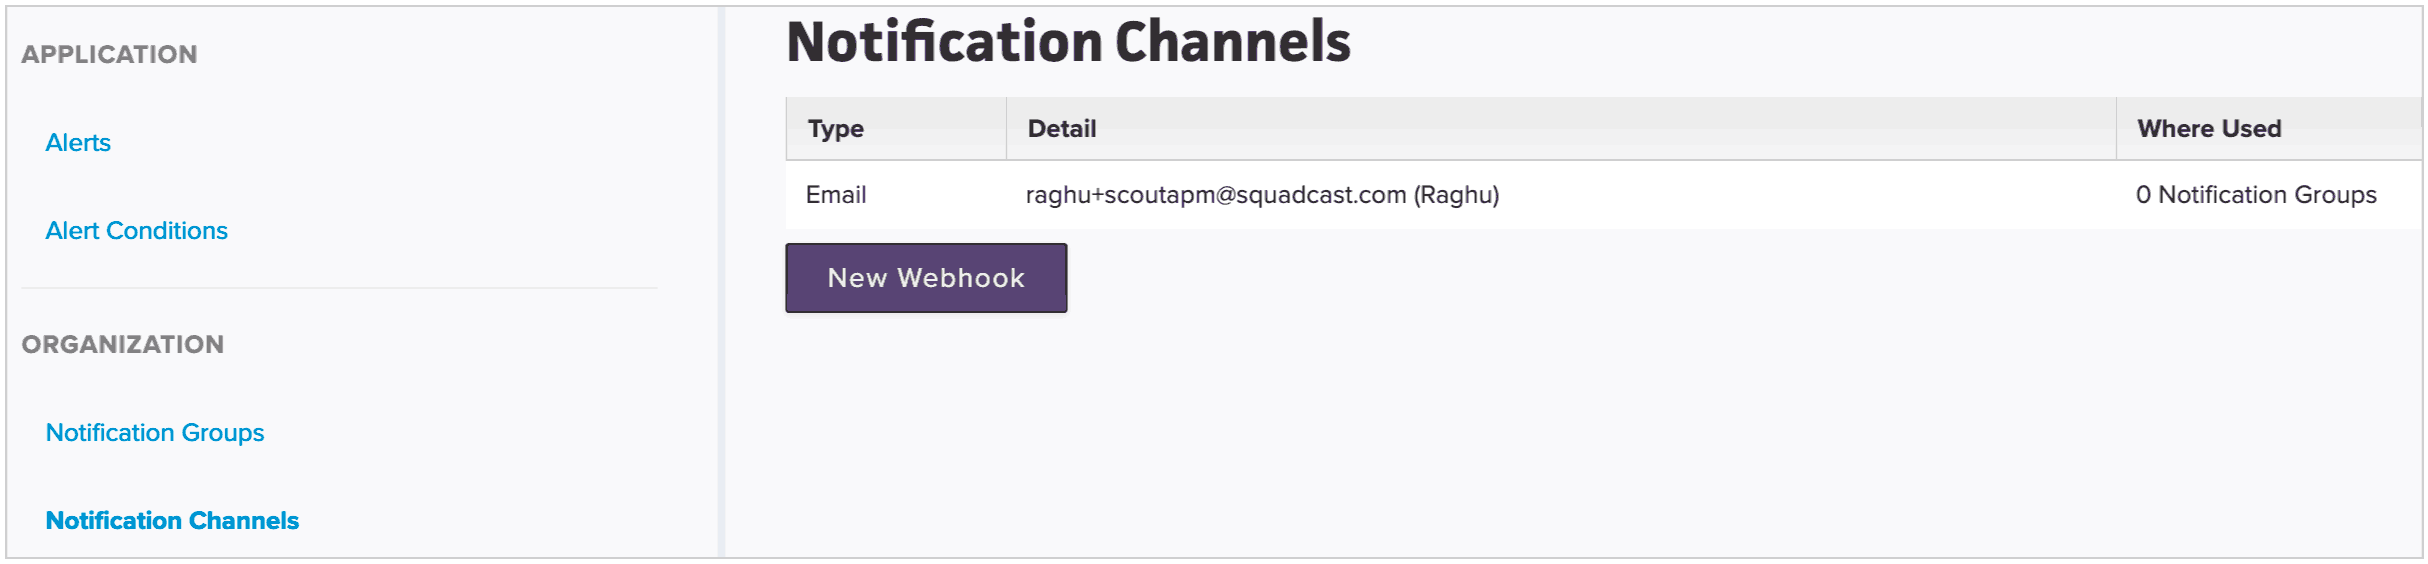 APPLICATION
Alerts
Alert Conditions
ORGANIZATION
Notification Groups
Notification Channels
Notification Channels
Type Detail Where Used
Email raghu+scoutapm@squadcast.com (Raghu) 0 Notification Groups
New Webhook